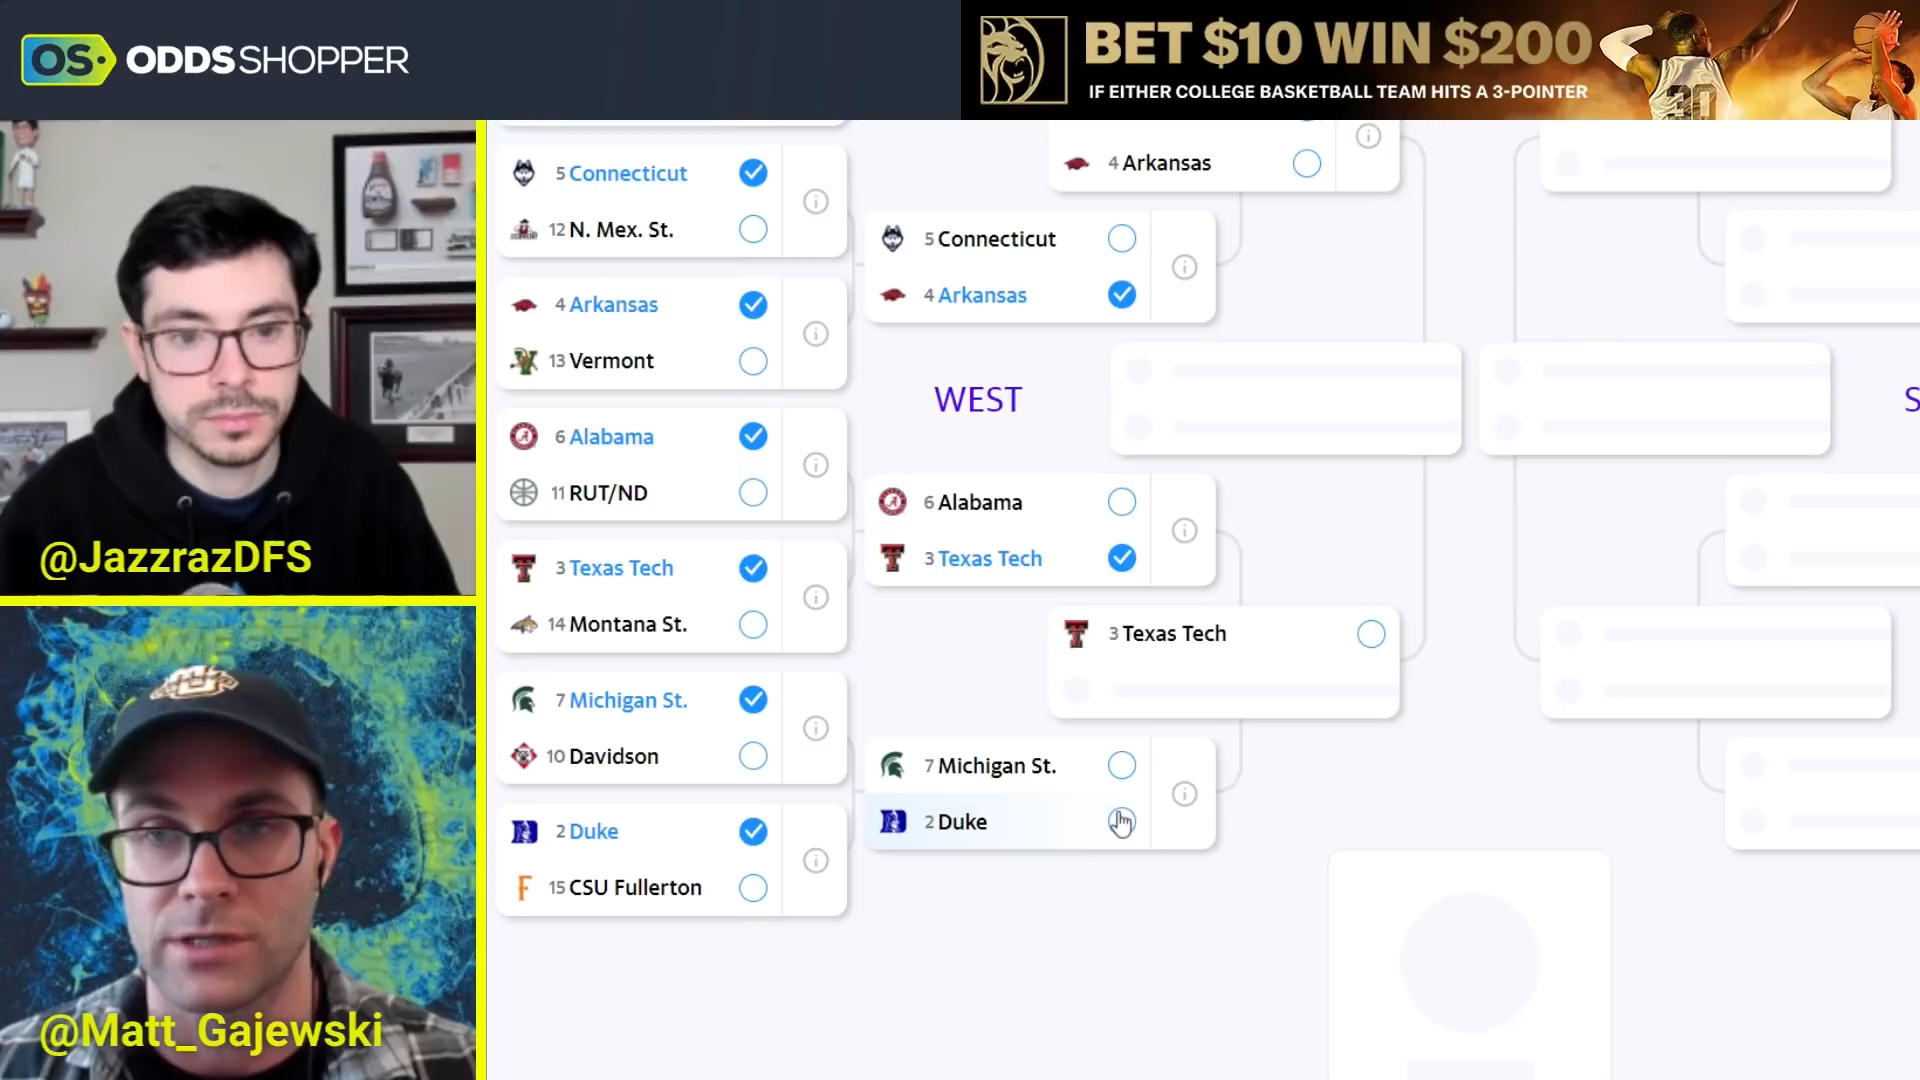 OS.
ODDSSHOPPER
BET $10 WIN $200
IF EITHER COLLEGE BASKETBALL TEAM HITS A 3-POINTER
30
5 Connecticut
12 N. Mex. St.
4 Arkansas
13 Vermont
6 Alabama
11 RUT/ND
3 Texas Tech
14 Montana St.
7 Michigan St.
10 Davidson
2 Duke
15 CSU Fullerton
5 Connecticut
4 Arkansas
WEST
6 Alabama
3 Texas Tech
7 Michigan St.
2 Duke
4 Arkansas
3 Texas Tech
S
@JazzrazDFS
@Matt_Gajewski